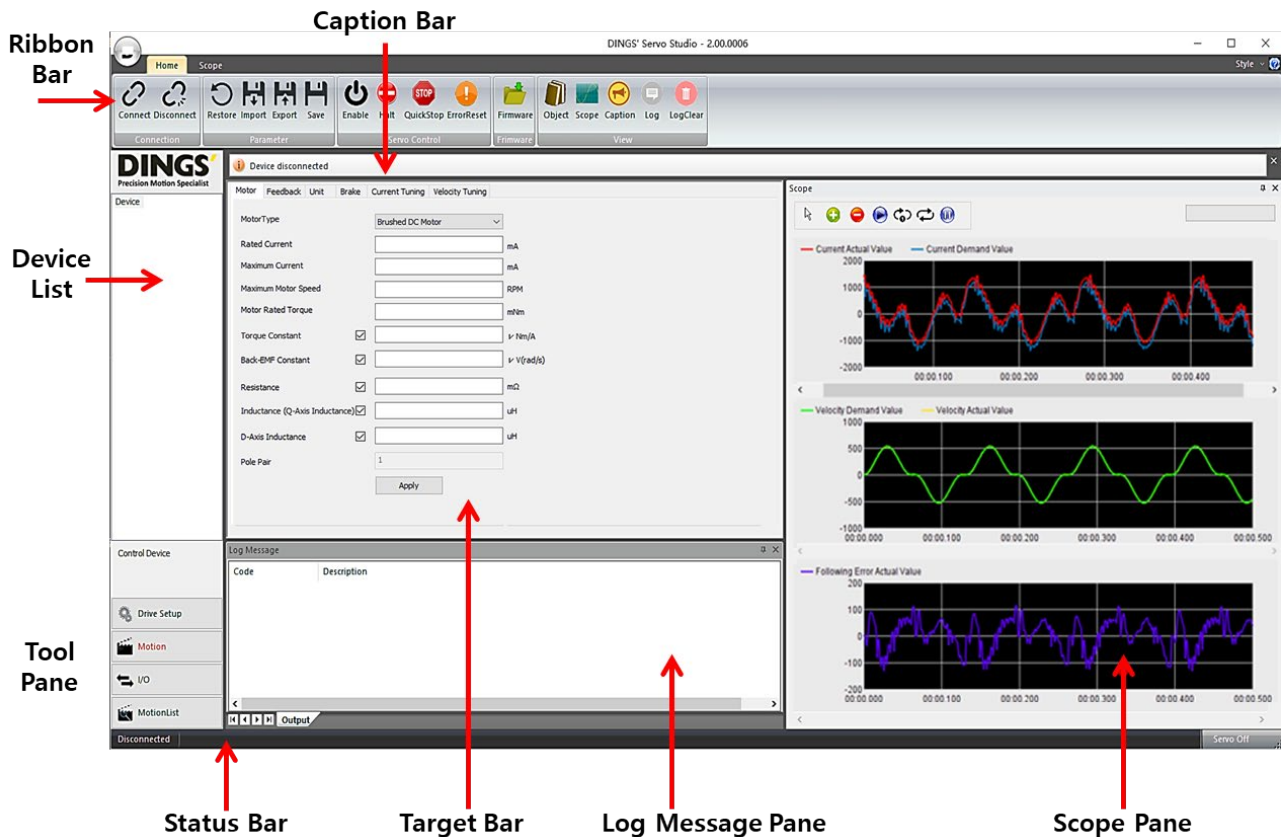 Caption Bar
Ribbon
Bar
DINGS' Servo Studio - 2.00.0006
Home Scope
Style
Connect Disconnect Restore Import Export Save Enable Halt QuickStop ErrorReset Firmware Object Scope Caption Log LogClear
Connection Parameter Servo Control Frimware View
DINGS'
Precision Motion Specialist
Device disconnected
Device
Motor Feedback Unit Brake Current Tuning Velocity Tuning
MotorType Brushed DC Motor
Rated Current mA
Maximum Current mA
Maximum Motor Speed RPM
Motor Rated Torque mNm
Torque Constant Nm/A
Back-EMF Constant V(rad/s)
Resistance mΩ
Inductance (Q-Axis Inductance) uH
D-Axis Inductance uH
Pole Pair 1
Apply
Device
List
Scope
Current Actual Value Current Demand Value
2000
1000
0
-1000
-2000
00:00.100 00:00.200 00:00.300 00:00.400
Velocity Demand Value Velocity Actual Value
1000
500
0
-500
-1000
00:00.000 00:00.100 00:00.200 00:00.300 00:00.400 00:00.500
Following Error Actual Value
200
100
0
-100
-200
00:00.000 00:00.100 00:00.200 00:00.300 00:00.400 00:00.500
Control Device
Drive Setup
Motion
I/O
MotionList
Tool
Pane
Log Message
Code Description
Output
Disconnected
Servo Off
Status Bar Target Bar Log Message Pane Scope Pane